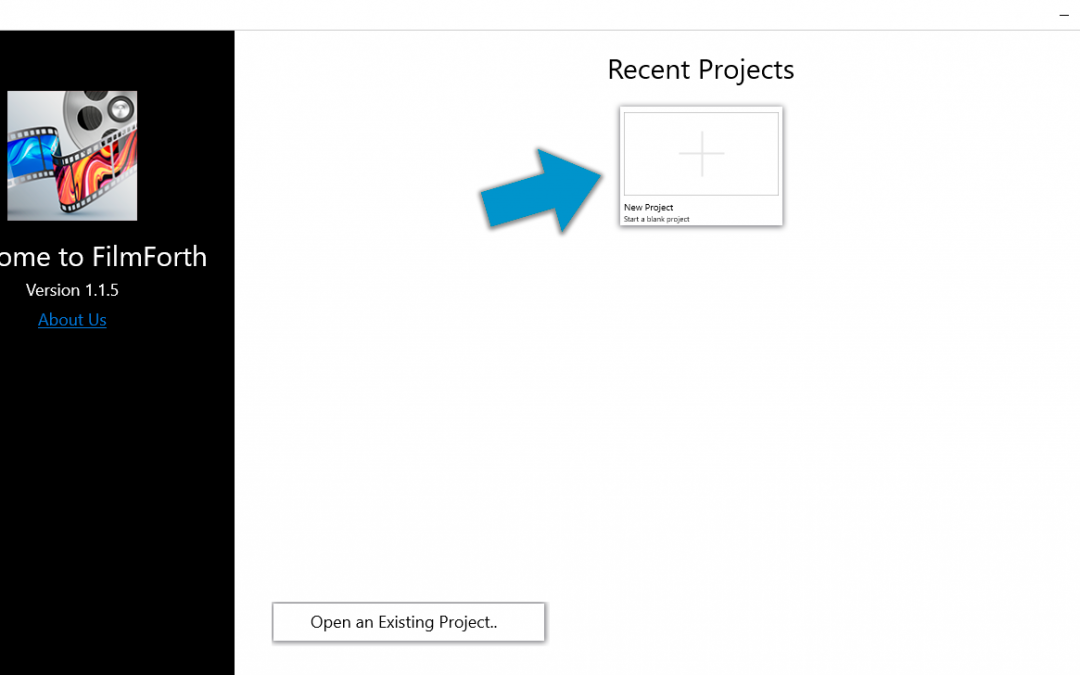 ome to FilmForth
Version 1.1.5
About Us
Recent Projects
New Project
Start a blank project
Open an Existing Project..